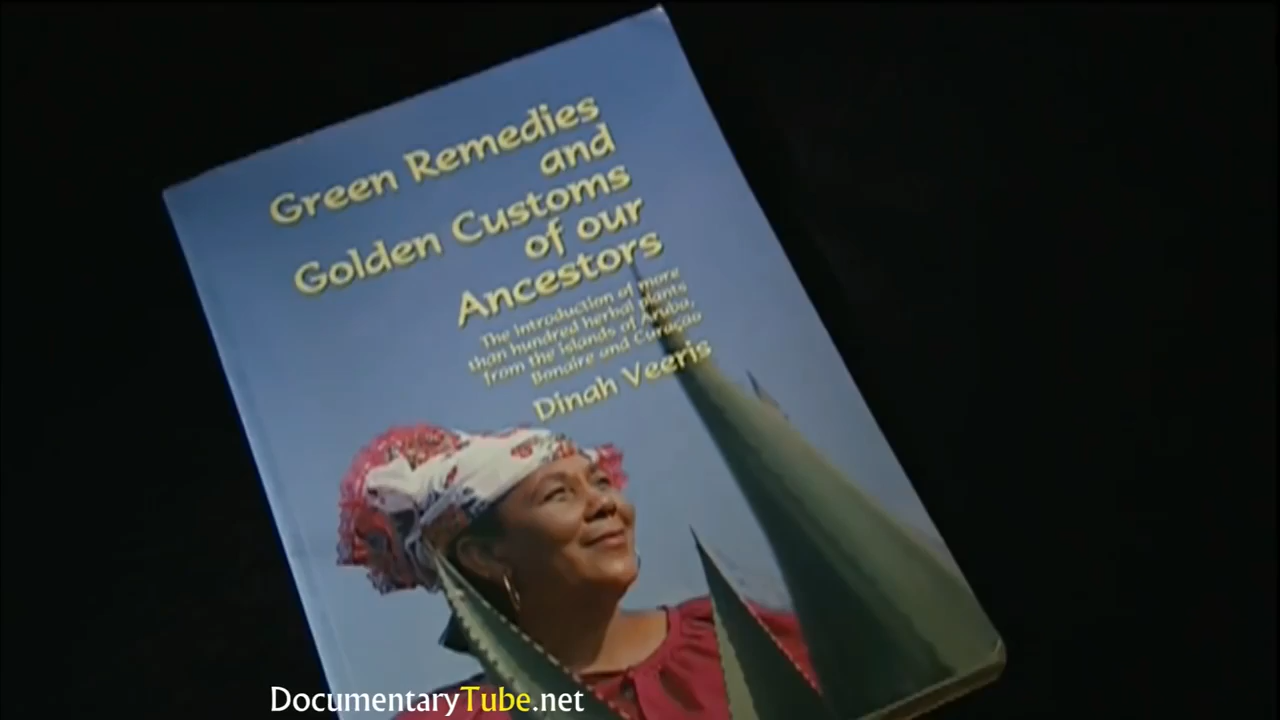 Green Remedies
and
Golden Customs
of our
Ancestors
The introduction of more
than hundred herbal plants
from the islands of Aruba,
Bonaire and Curaçao
Dinah Veeris
DocumentaryTube.net